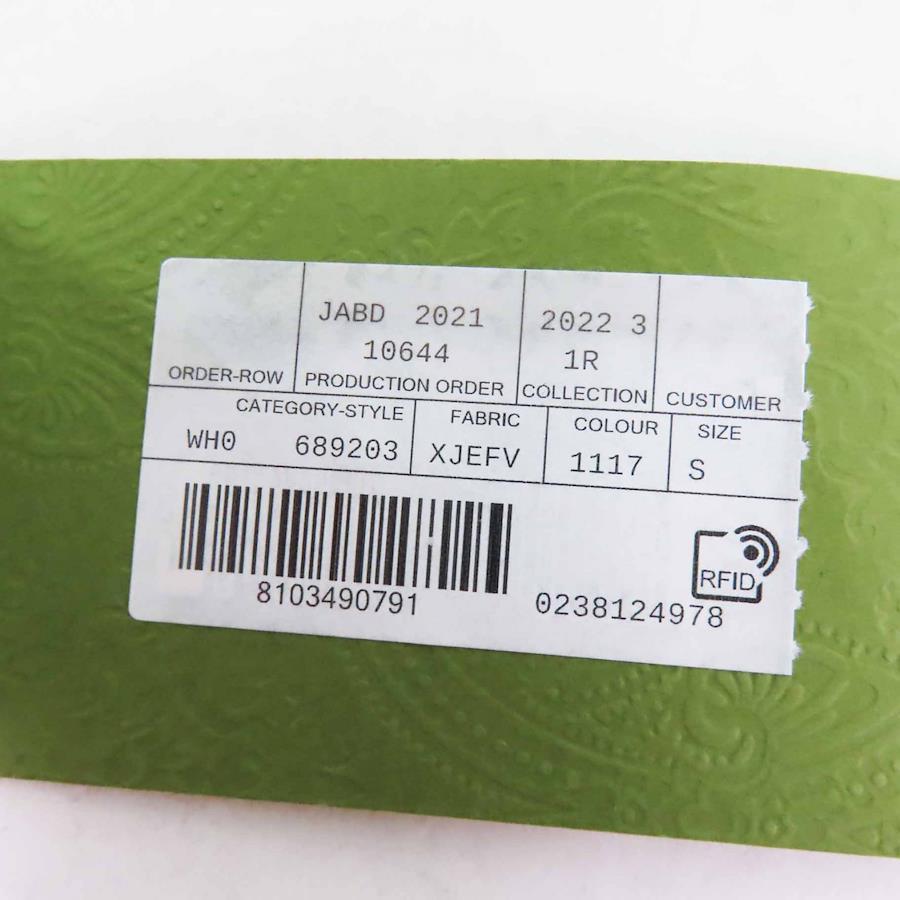 JABD 2021 2022 3
10644 1R
ORDER-ROW PRODUCTION ORDER COLLECTION CUSTOMER
CATEGORY-STYLE FABRIC COLOUR SIZE
WH0 689203 XJEFV 1117 S
RFID
8103490791 0238124978